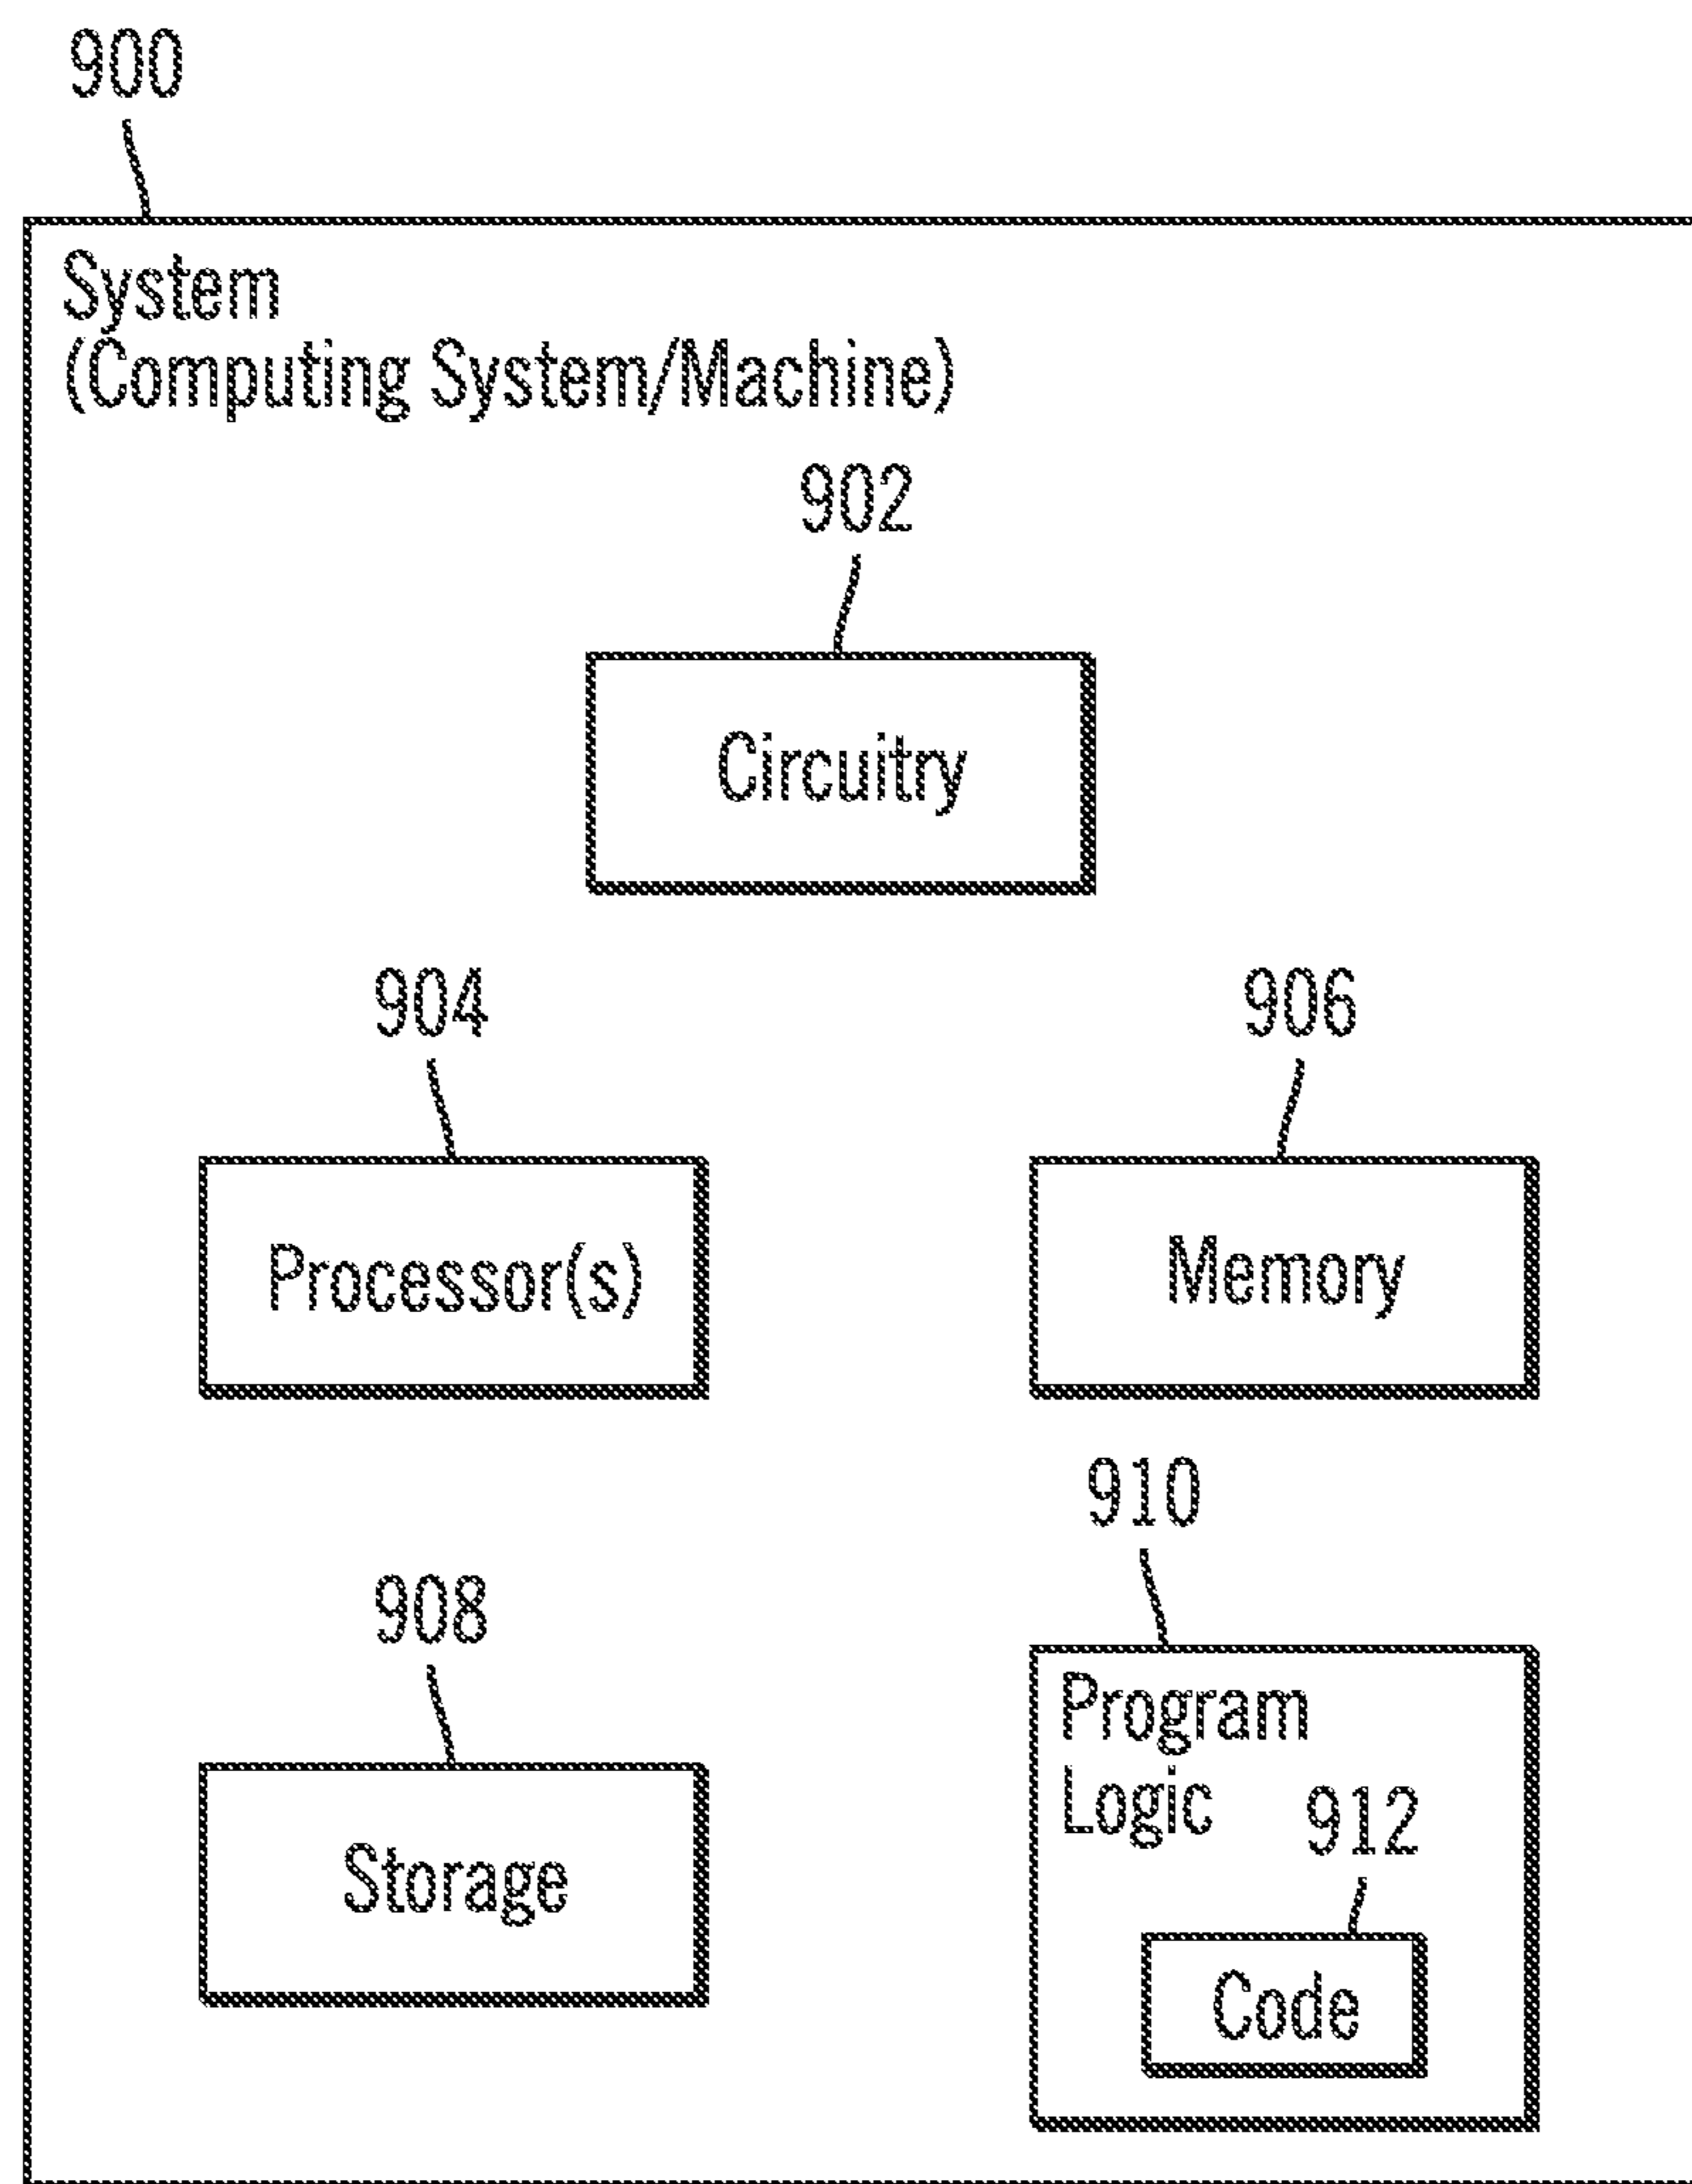 900
System
(Computing System/Machine)
902
Circuitry
904
906
Processor(s)
Memory
910
908
Program
Logic
912
Storage
Code